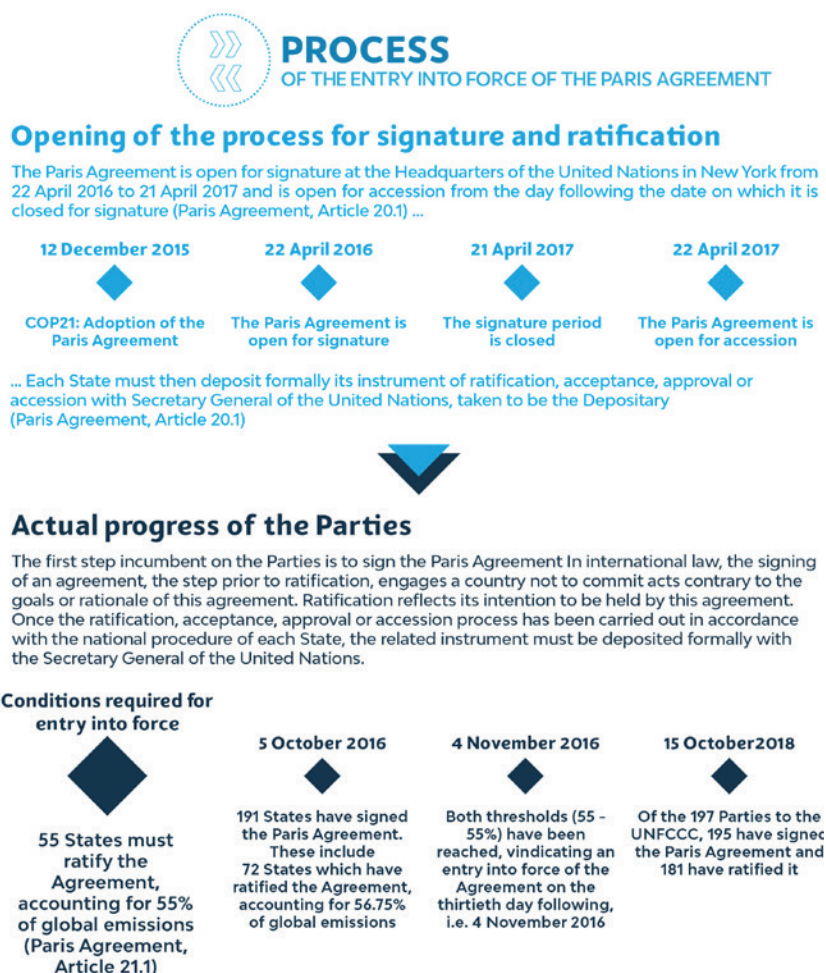 PROCESS
OF THE ENTRY INTO FORCE OF THE PARIS AGREEMENT
Opening of the process for signature and ratification
The Paris Agreement is open for signature at the Headquarters of the United Nations in New York from
22 April 2016 to 21 April 2017 and is open for accession from the day following the date on which it is
closed for signature (Paris Agreement, Article 20.1) ...
12 December 2015
COP21: Adoption of the
Paris Agreement
22 April 2016
The Paris Agreement is
open for signature
21 April 2017
The signature period
is closed
22 April 2017
The Paris Agreement is
open for accession
... Each State must then deposit formally its instrument of ratification, acceptance, approval or
accession with Secretary General of the United Nations, taken to be the Depositary
(Paris Agreement, Article 20.1)
Actual progress of the Parties
The first step incumbent on the Parties is to sign the Paris Agreement In international law, the signing
of an agreement, the step prior to ratification, engages a country not to commit acts contrary to the
goals or rationale of this agreement. Ratification reflects its intention to be held by this agreement.
Once the ratification, acceptance, approval or accession process has been carried out in accordance
with the national procedure of each State, the related instrument must be deposited formally with
the Secretary General of the United Nations.
Conditions required for
entry into force
55 States must
ratify the
Agreement,
accounting for 55%
of global emissions
(Paris Agreement,
Article 21.1)
5 October 2016
191 States have signed
the Paris Agreement.
These include
72 States which have
ratified the Agreement,
accounting for 56.75%
of global emissions
4 November 2016
Both thresholds (55 -
55%) have been
reached, vindicating an
entry into force of the
Agreement on the
thirtieth day following,
i.e. 4 November 2016
15 October2018
Of the 197 Parties to the
UNFCCC, 195 have signed
the Paris Agreement and
181 have ratified it